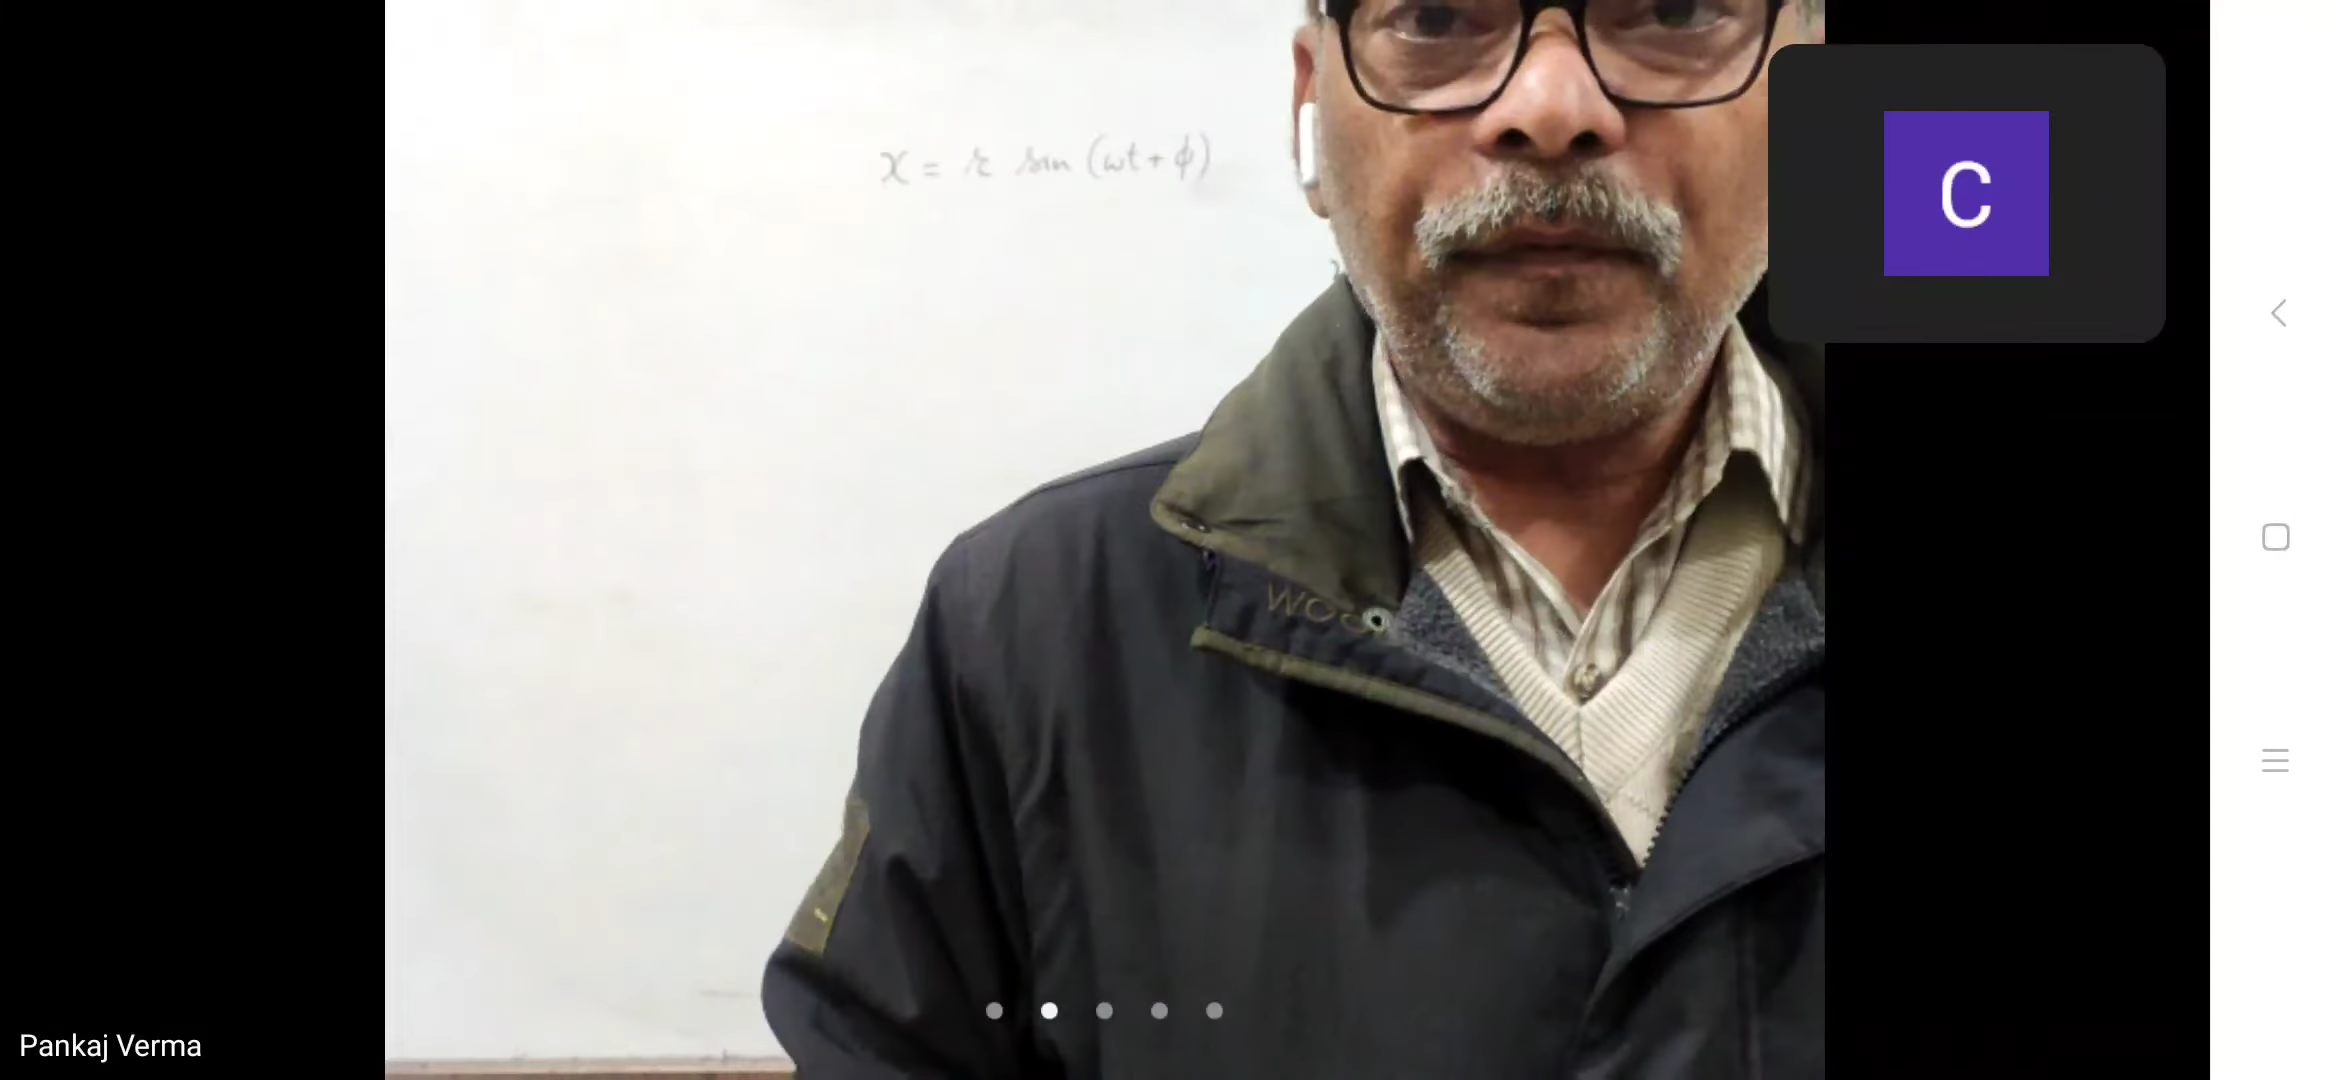 x = r sin (ωt + φ)
C
WOO
Pankaj Verma